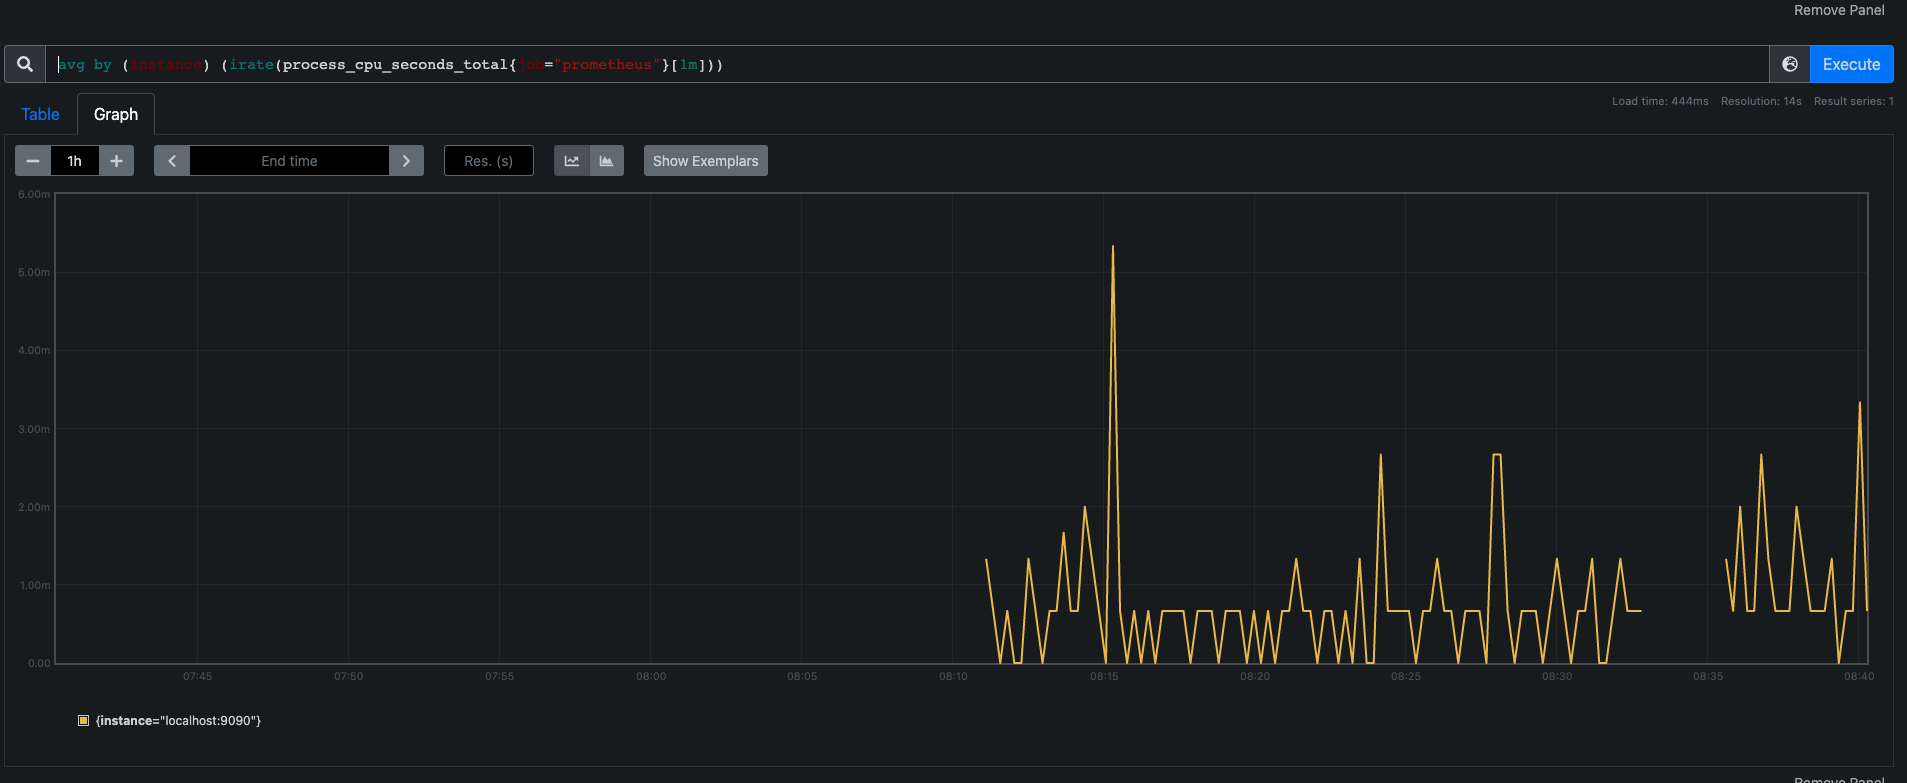 Remove Panel
avg by (instance) (irate(process_cpu_seconds_total{job="prometheus"}[1m]))
Execute
Load time: 444ms Resolution: 14s Result series: 1
Table Graph
1h End time Res. (s) Show Exemplars
6.00m
5.00m
4.00m
3.00m
2.00m
1.00m
0.00
07:45 07:50 07:55 08:00 08:05 08:10 08:15 08:20 08:25 08:30 08:35 08:40
{instance="localhost:9090"}
Remove Panel